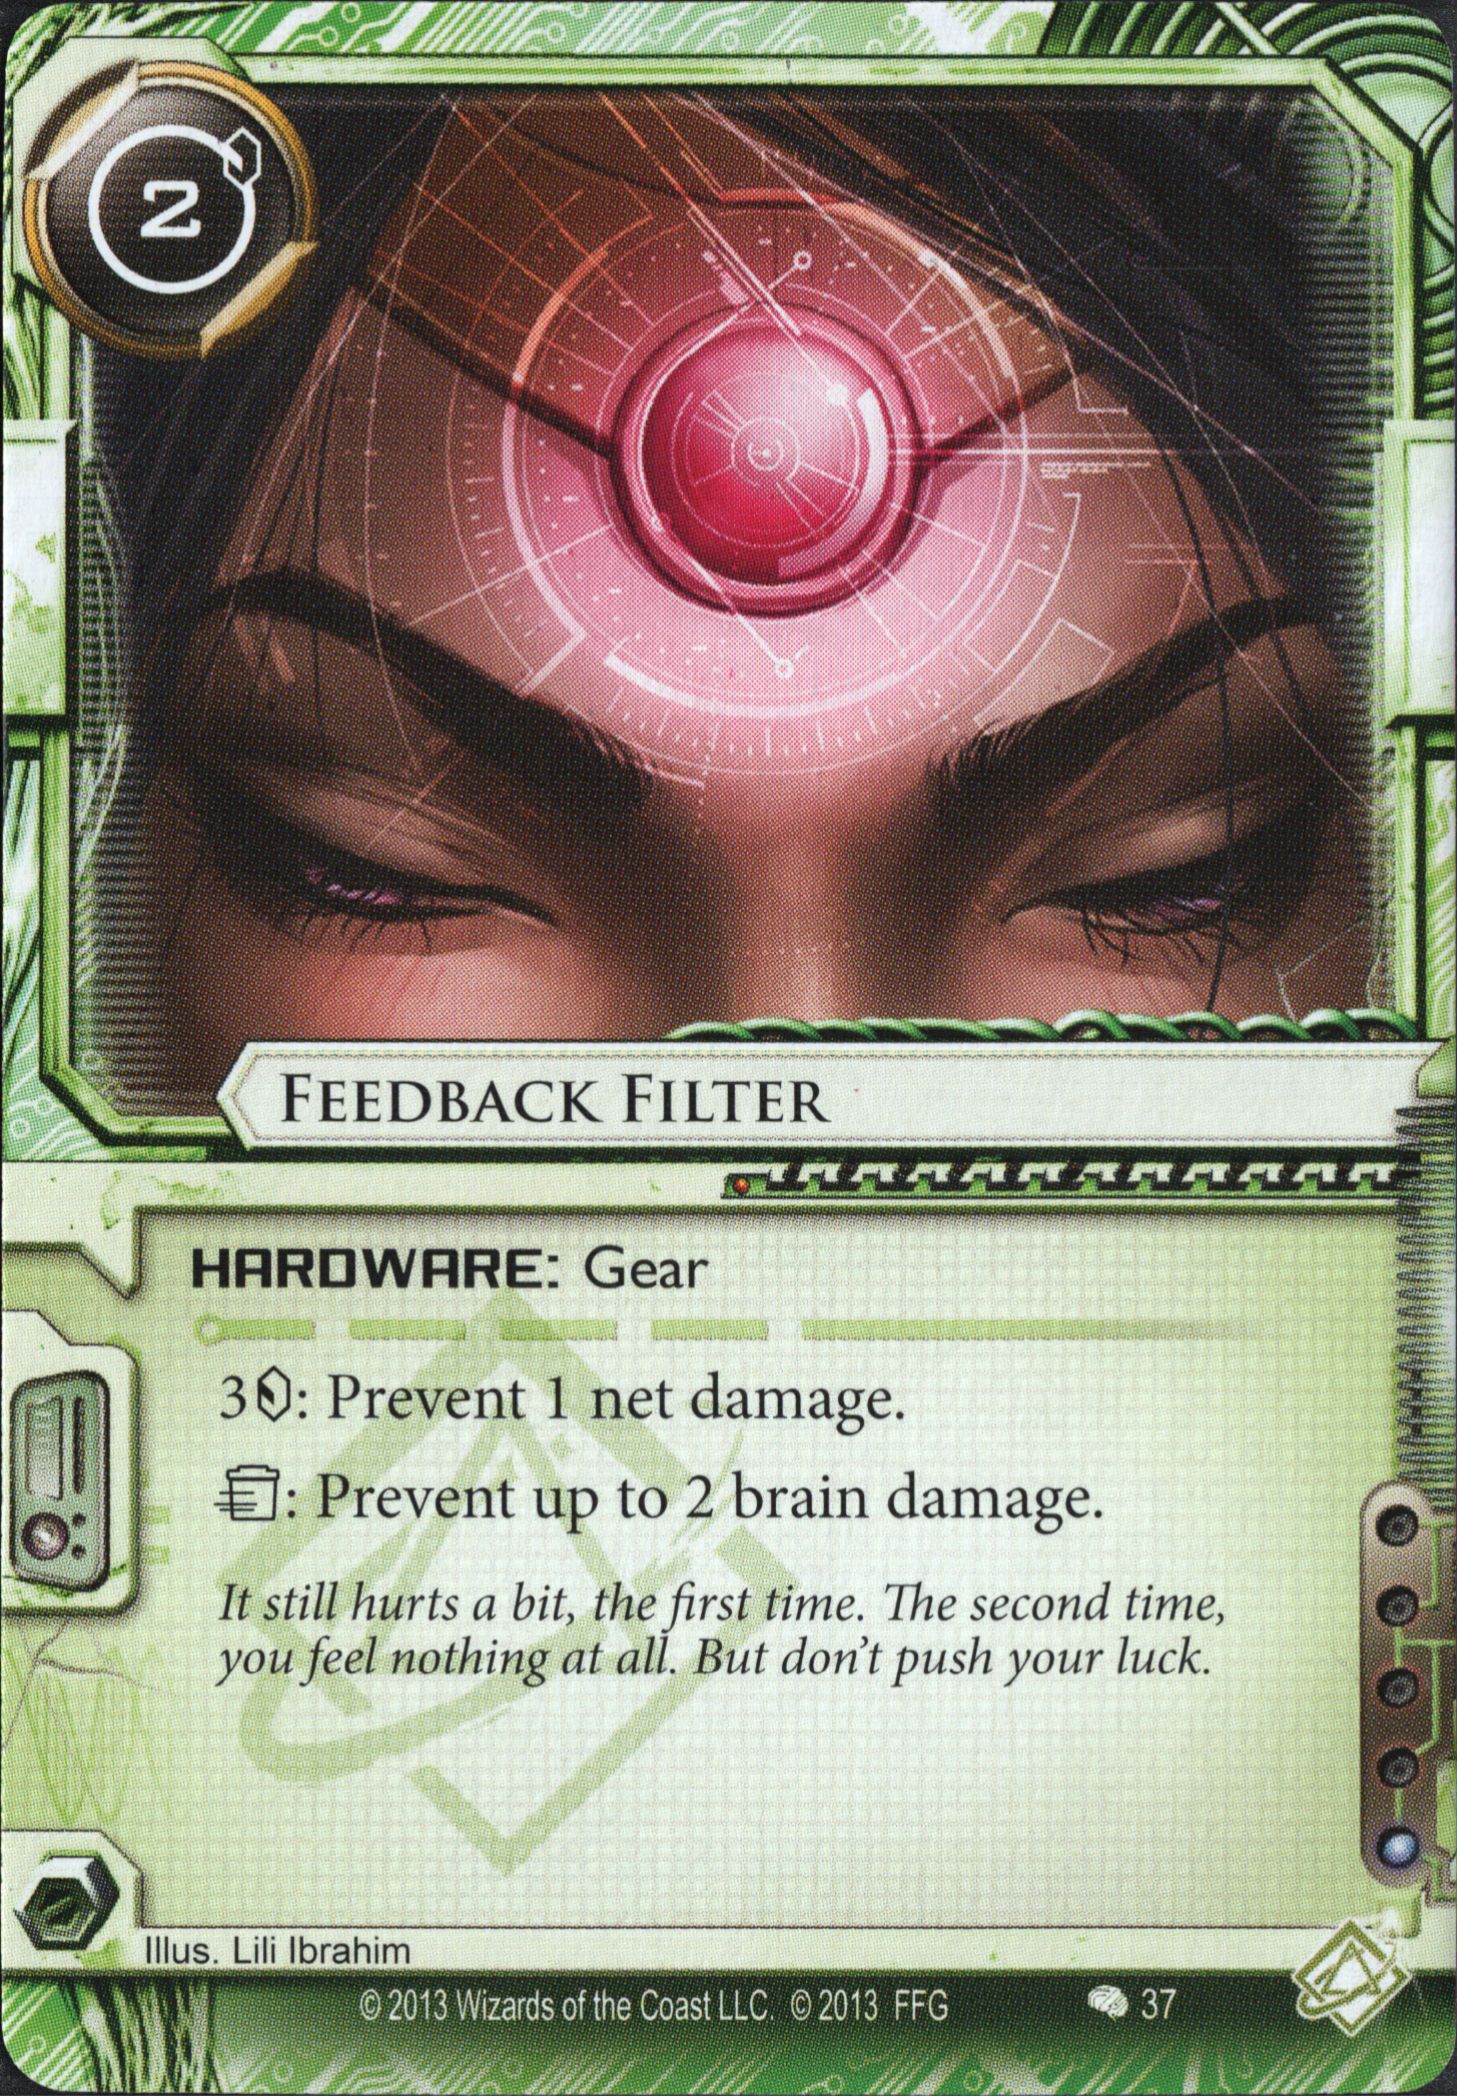 2
FEEDBACK FILTER
HARDWARE: Gear
3: Prevent 1 net damage.
: Prevent up to 2 brain damage.
It still hurts a bit, the first time. The second time,
you feel nothing at all. But don't push your luck.
Illus. Lili Ibrahim
© 2013 Wizards of the Coast LLC. © 2013 FFG
37